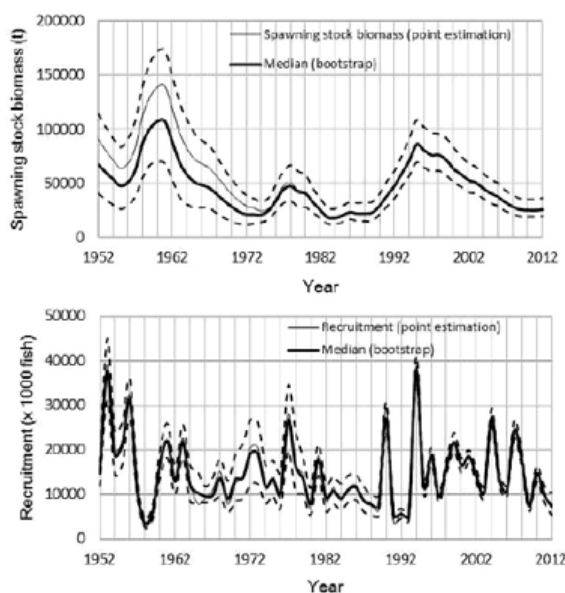 200000
Spawning stock biomass (point estimation)
150000
Median (bootstrap)
100000
50000
0
Spawning stock biomass (t)
1952 1962 1972 1982 1992 2002 2012
Year
50000
Recruitment (point estimation)
40000
Median (bootstrap)
30000
20000
10000
0
Recruitment (x 1000 fish)
1952 1962 1972 1982 1992 2002 2012
Year